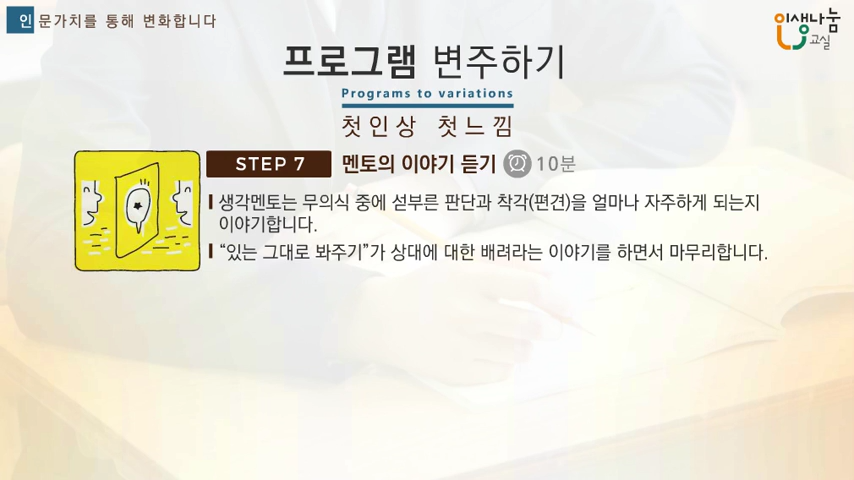 인문가치를 통해 변화합니다
인생나눔
교실
프로그램 변주하기
Programs to variations
첫인상 첫느낌
STEP 7 멘토의 이야기 듣기 10분
생각멘토는 무의식 중에 섣부른 판단과 착각(편견)을 얼마나 자주하게 되는지
이야기합니다.
“있는 그대로 봐주기”가 상대에 대한 배려라는 이야기를 하면서 마무리합니다.